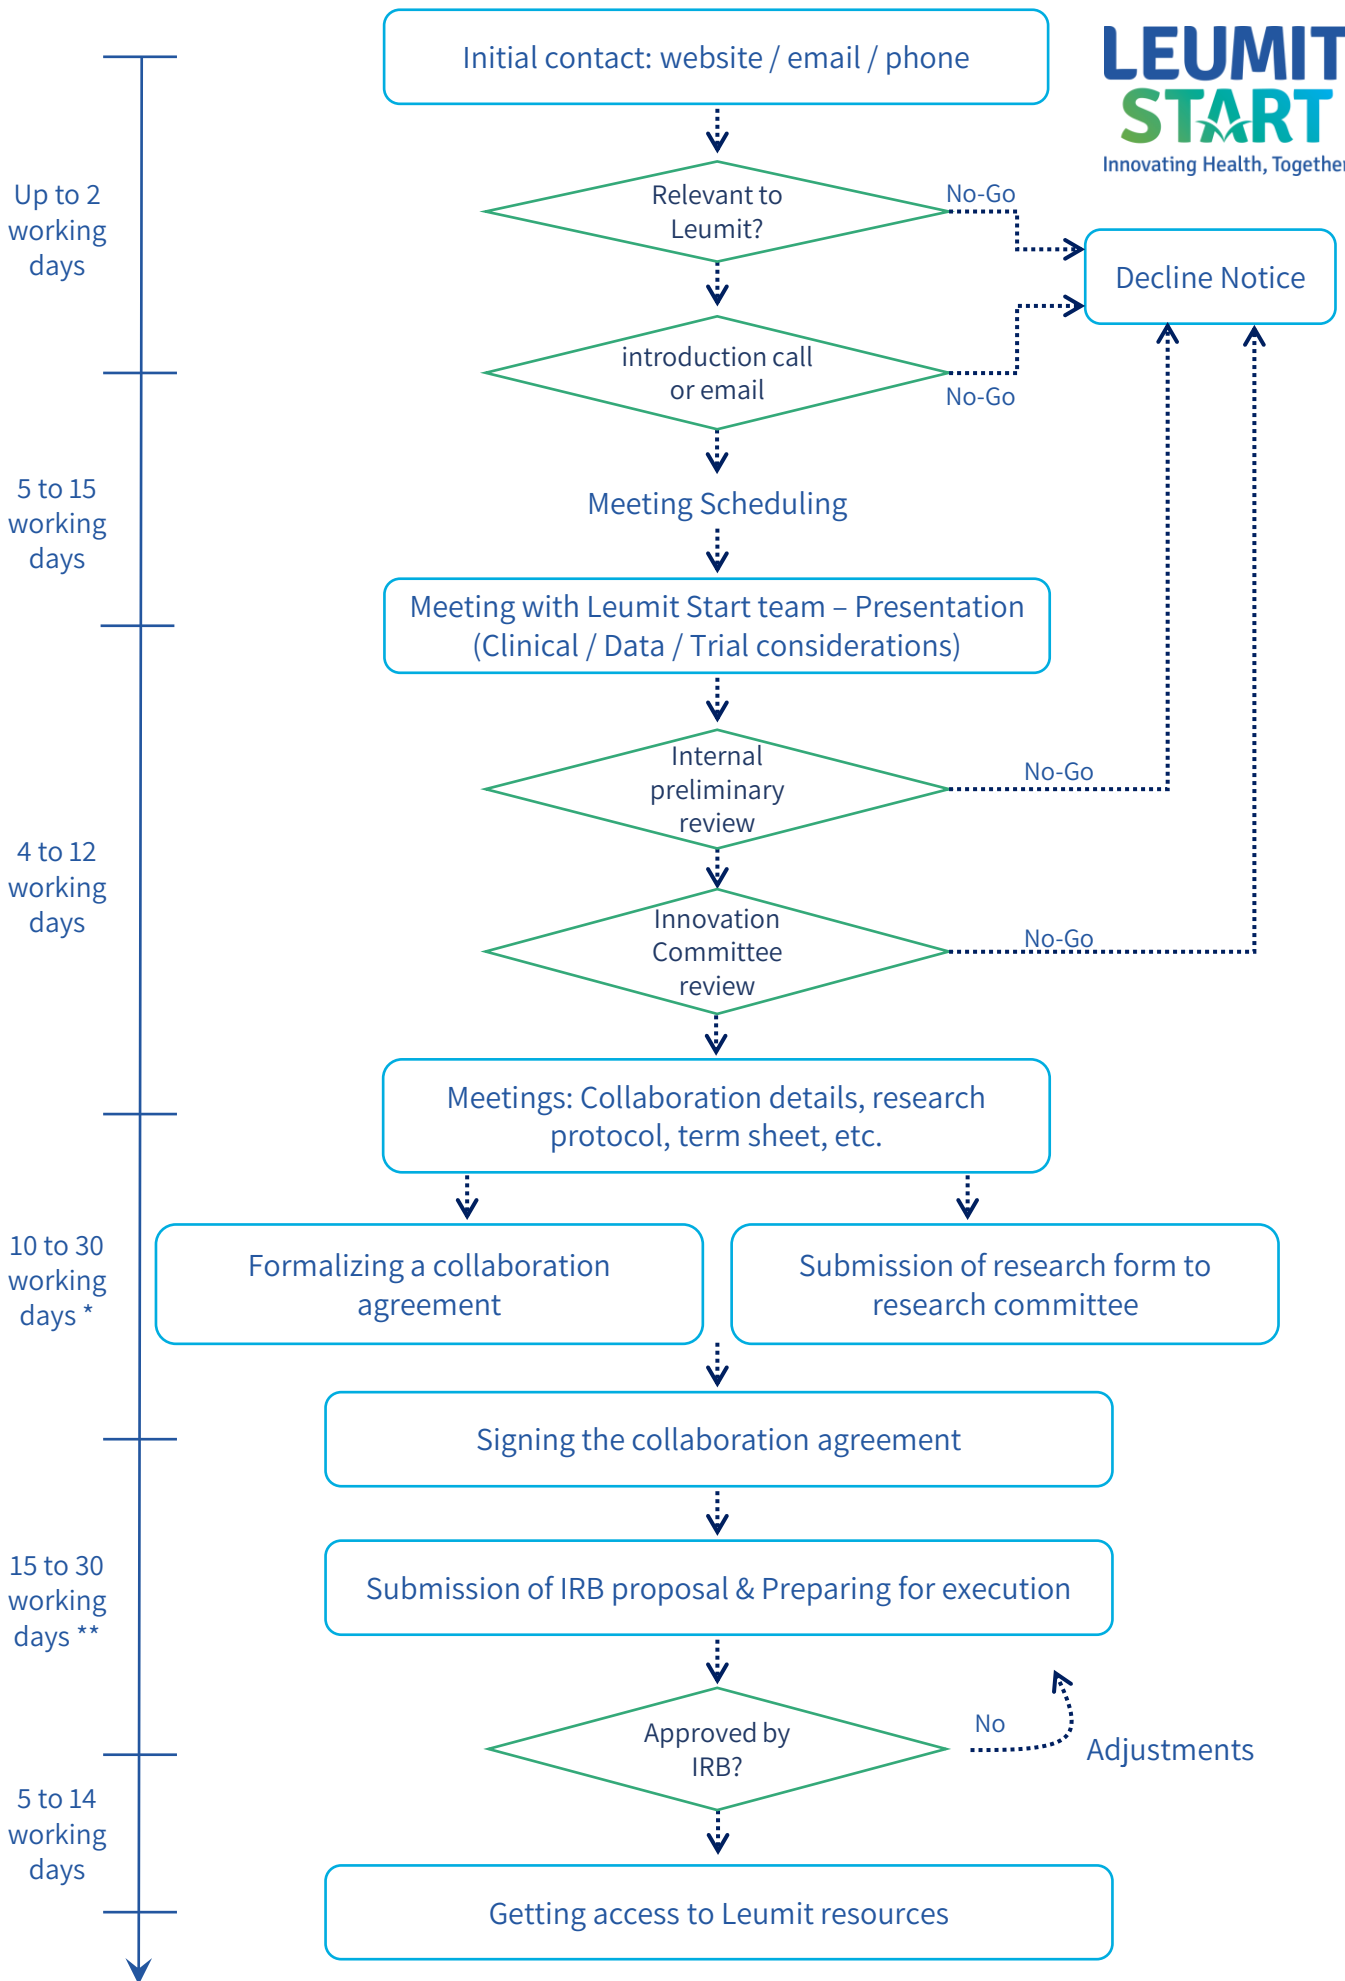 Initial contact: website / email / phone
LEUMIT
START
Innovating Health, Together
Up to 2
working
days
Relevant to
Leumit?
No-Go
Decline Notice
introduction call
or email
No-Go
5 to 15
working
days
Meeting Scheduling
Meeting with Leumit Start team – Presentation
(Clinical / Data / Trial considerations)
Internal
preliminary
review
No-Go
4 to 12
working
days
Innovation
Committee
review
No-Go
Meetings: Collaboration details, research
protocol, term sheet, etc.
10 to 30
working
days *
Formalizing a collaboration
agreement
Submission of research form to
research committee
Signing the collaboration agreement
15 to 30
working
days **
Submission of IRB proposal & Preparing for execution
Approved by
IRB?
No
Adjustments
5 to 14
working
days
Getting access to Leumit resources